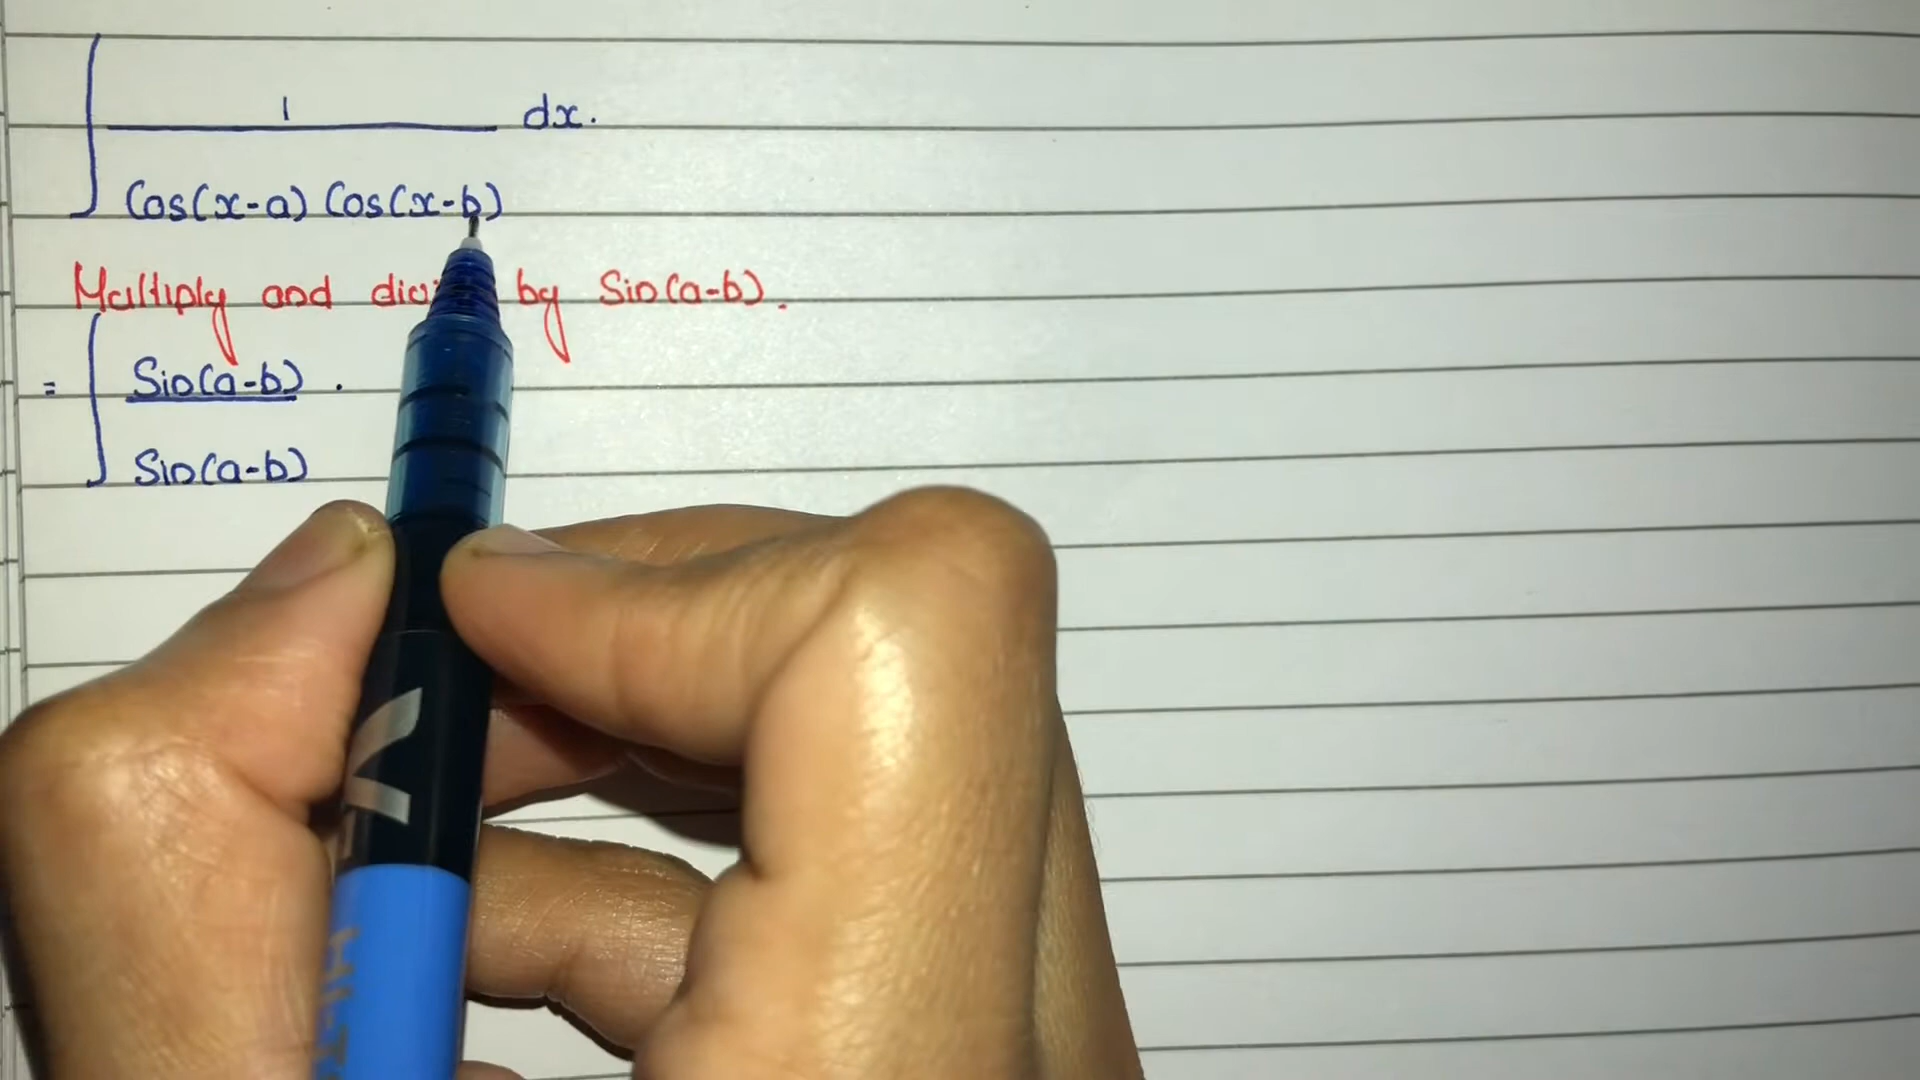 ∫ 1 / Cos(x-a) Cos(x-b) dx.
Multiply and by Sin(a-b).
= ∫ Sin(a-b) / Sin(a-b) .